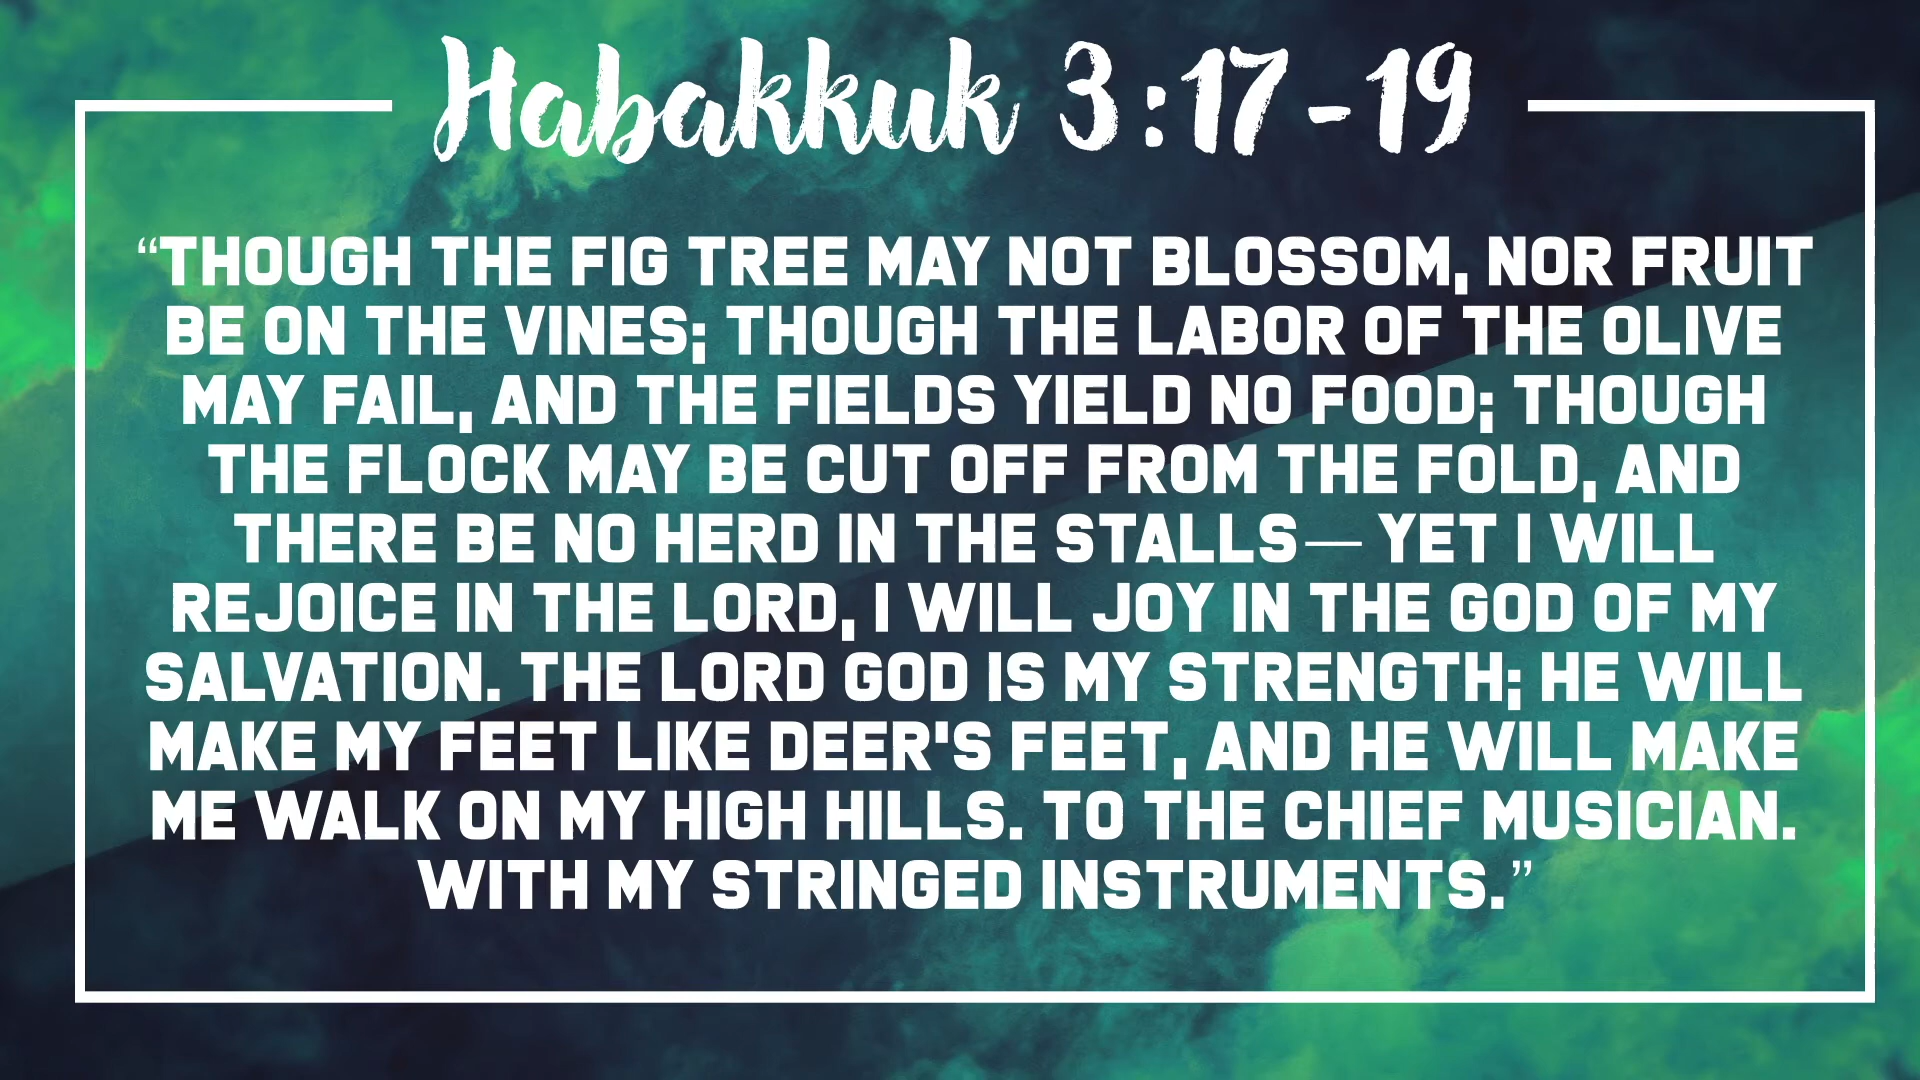 Habakkuk 3:17-19
“THOUGH THE FIG TREE MAY NOT BLOSSOM, NOR FRUIT
BE ON THE VINES; THOUGH THE LABOR OF THE OLIVE
MAY FAIL, AND THE FIELDS YIELD NO FOOD; THOUGH
THE FLOCK MAY BE CUT OFF FROM THE FOLD, AND
THERE BE NO HERD IN THE STALLS— YET I WILL
REJOICE IN THE LORD, I WILL JOY IN THE GOD OF MY
SALVATION. THE LORD GOD IS MY STRENGTH; HE WILL
MAKE MY FEET LIKE DEER'S FEET, AND HE WILL MAKE
ME WALK ON MY HIGH HILLS. TO THE CHIEF MUSICIAN.
WITH MY STRINGED INSTRUMENTS.”